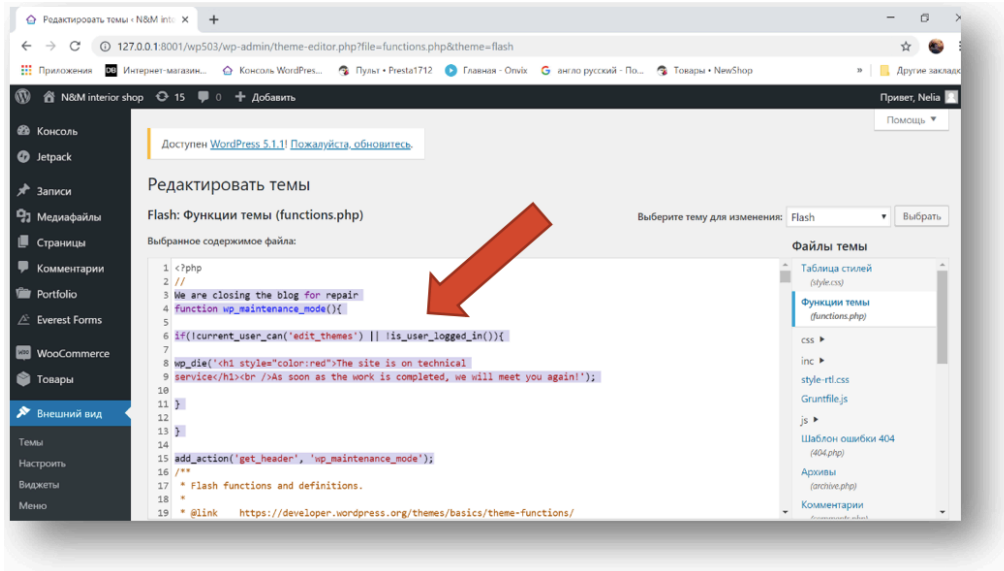 Редактировать темы ‹ N&M inte
127.0.0.1:8001/wp503/wp-admin/theme-editor.php?file=functions.php&theme=flash
Приложения Интернет-магазин... Консоль WordPres... Пульт • Presta1712 Главная - Onvix англо русский - По... Товары • NewShop » Другие заклад
N&M interior shop 15 0 + Добавить Привет, Nelia
Помощь ▼
Консоль
Jetpack
Записи
Медиафайлы
Страницы
Комментарии
Portfolio
Everest Forms
WooCommerce
Товары
Внешний вид
Темы
Настроить
Виджеты
Меню
Доступен WordPress 5.1.1! Пожалуйста, обновитесь.
Редактировать темы
Flash: Функции темы (functions.php)
Выберите тему для изменения: Flash Выбрать
Выбранное содержимое файла:
1 <?php
2 //
3 We are closing the blog for repair
4 function wp_maintenance_mode(){
5
6 if(!current_user_can('edit_themes') || !is_user_logged_in()){
7
8 wp_die('<h1 style="color:red">The site is on technical
9 service</h1><br />As soon as the work is completed, we will meet you again!');
10
11 }
12
13 }
14
15 add_action('get_header', 'wp_maintenance_mode');
16 /**
17 * Flash functions and definitions.
18 *
19 * @link https://developer.wordpress.org/themes/basics/theme-functions/
Файлы темы
Таблица стилей
(style.css)
Функции темы
(functions.php)
css ▶
inc ▶
style-rtl.css
Gruntfile.js
js ▶
Шаблон ошибки 404
(404.php)
Архивы
(archive.php)
Комментарии